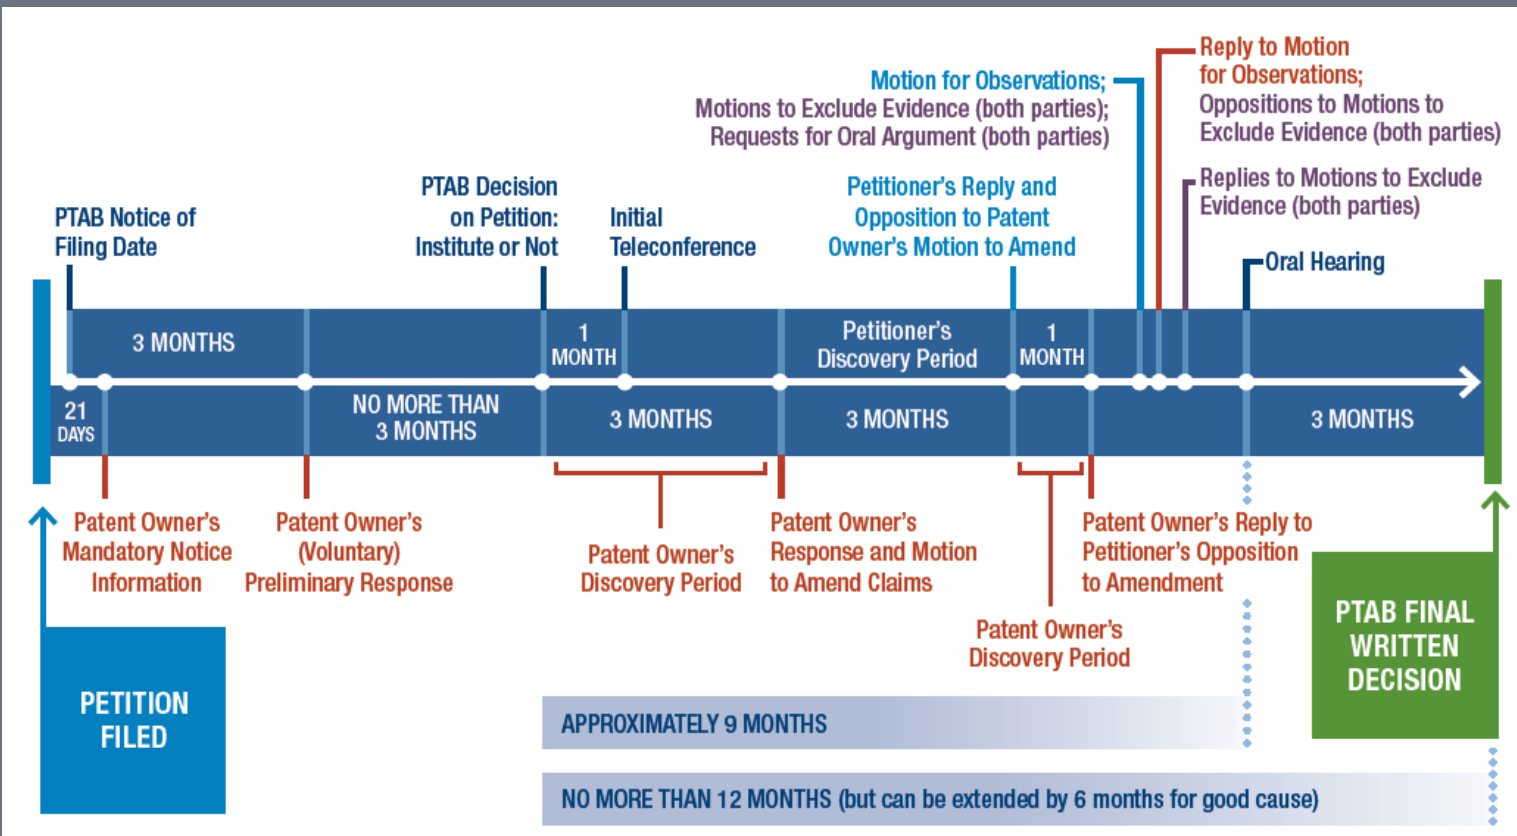 Reply to Motion
for Observations;
Oppositions to Motions to
Exclude Evidence (both parties)
Motion for Observations;
Motions to Exclude Evidence (both parties);
Requests for Oral Argument (both parties)
Replies to Motions to Exclude
Evidence (both parties)
PTAB Notice of
Filing Date
PTAB Decision
on Petition:
Institute or Not
Initial
Teleconference
Petitioner's Reply and
Opposition to Patent
Owner's Motion to Amend
Oral Hearing
3 MONTHS
1
MONTH
Petitioner's
Discovery Period
1
MONTH
21
DAYS
NO MORE THAN
3 MONTHS
3 MONTHS
3 MONTHS
3 MONTHS
Patent Owner's
Mandatory Notice
Information
Patent Owner's
(Voluntary)
Preliminary Response
Patent Owner's
Discovery Period
Patent Owner's
Response and Motion
to Amend Claims
Patent Owner's
Discovery Period
Patent Owner's Reply to
Petitioner's Opposition
to Amendment
PETITION
FILED
PTAB FINAL
WRITTEN
DECISION
APPROXIMATELY 9 MONTHS
NO MORE THAN 12 MONTHS (but can be extended by 6 months for good cause)